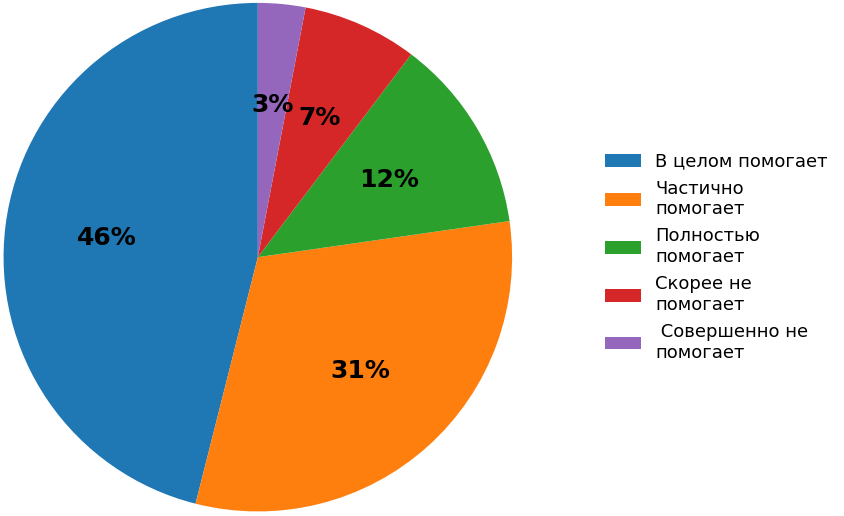 3%
7%
12%
46%
31%
В целом помогает
Частично
помогает
Полностью
помогает
Скорее не
помогает
Совершенно не
помогает